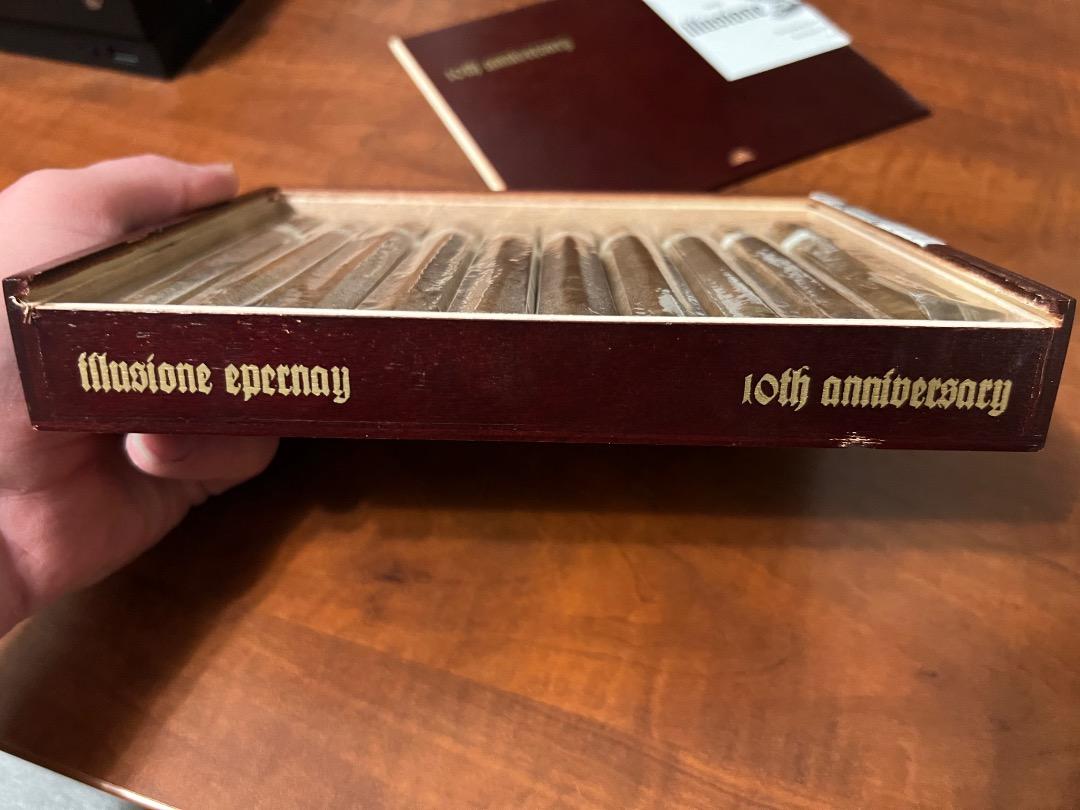 illusione
10th anniversary
illusione epernay
10th anniversary